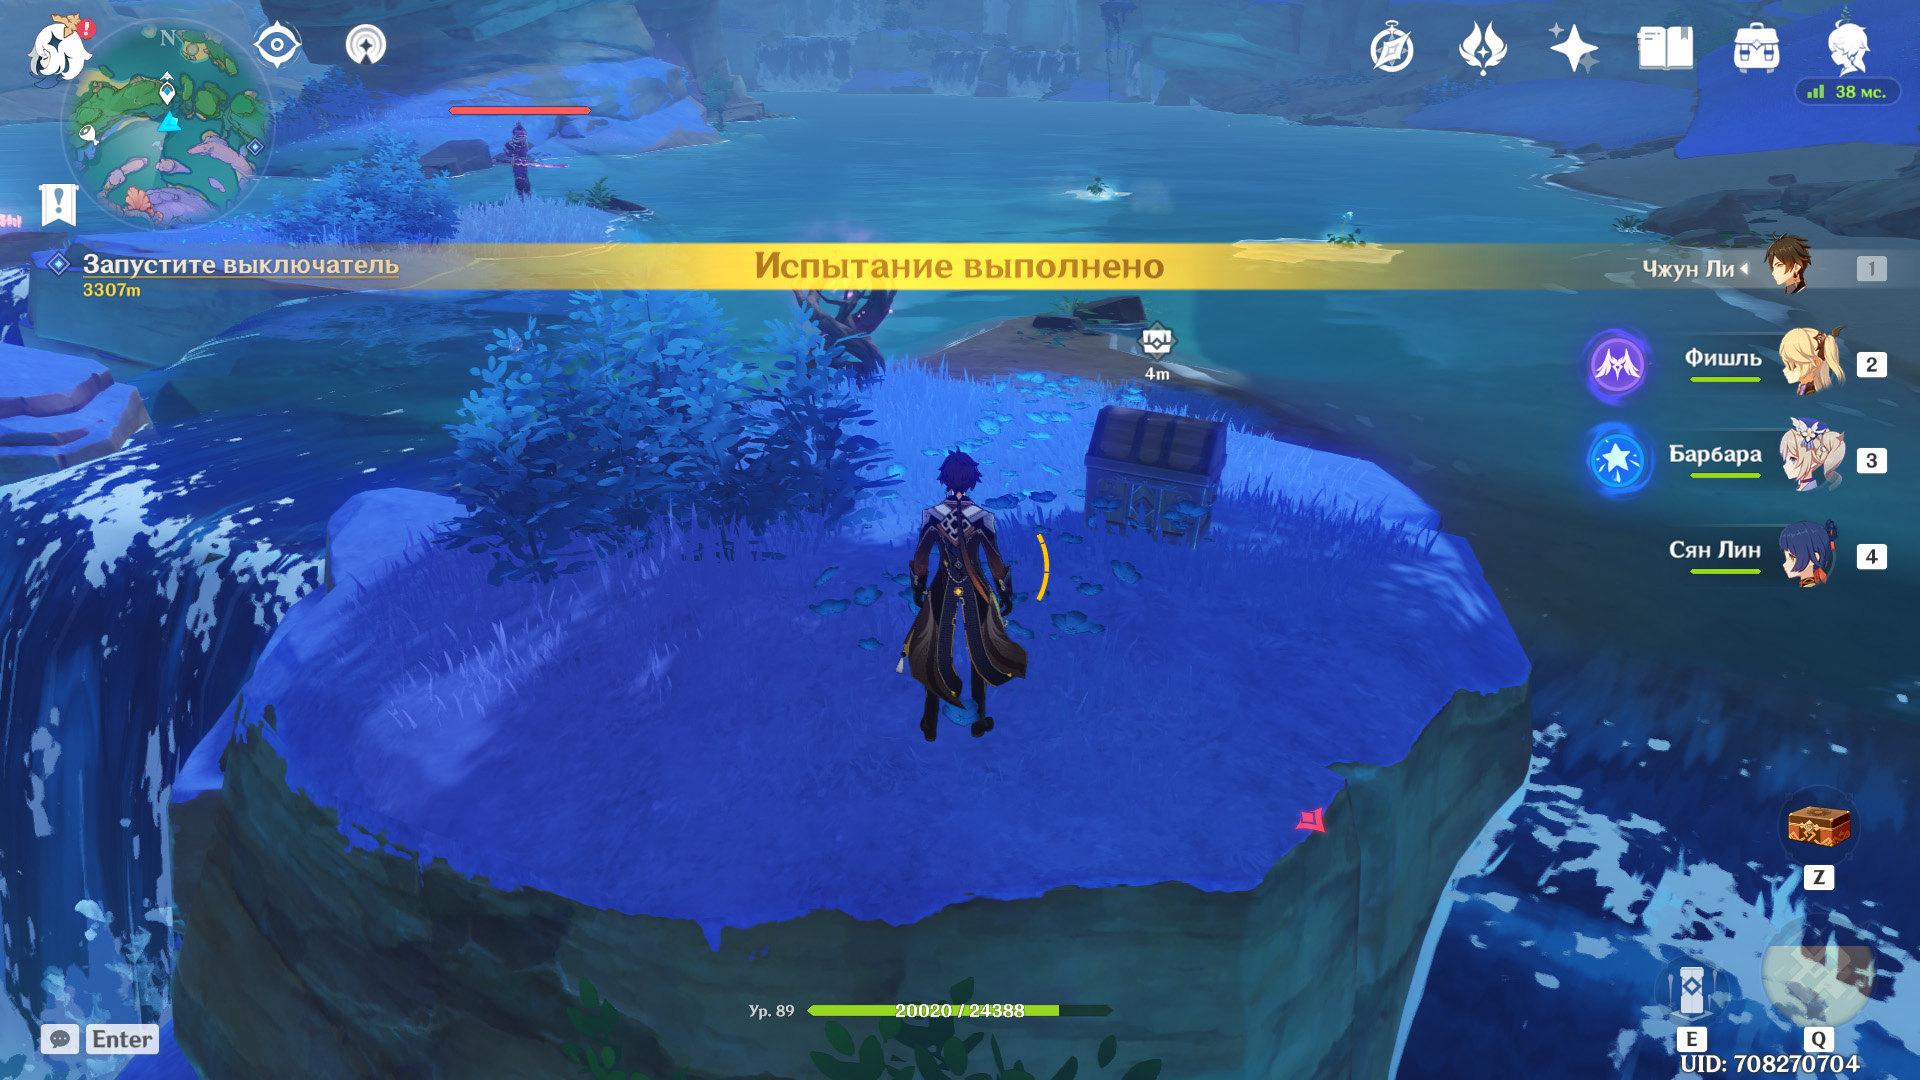 N
38 мс.
Запустите выключатель
3307m
Испытание выполнено
Чжун Ли
1
4m
Фишль
2
Барбара
3
Сян Лин
4
Z
Ур. 89
20020 / 24388
Enter
E
Q
UID: 708270704